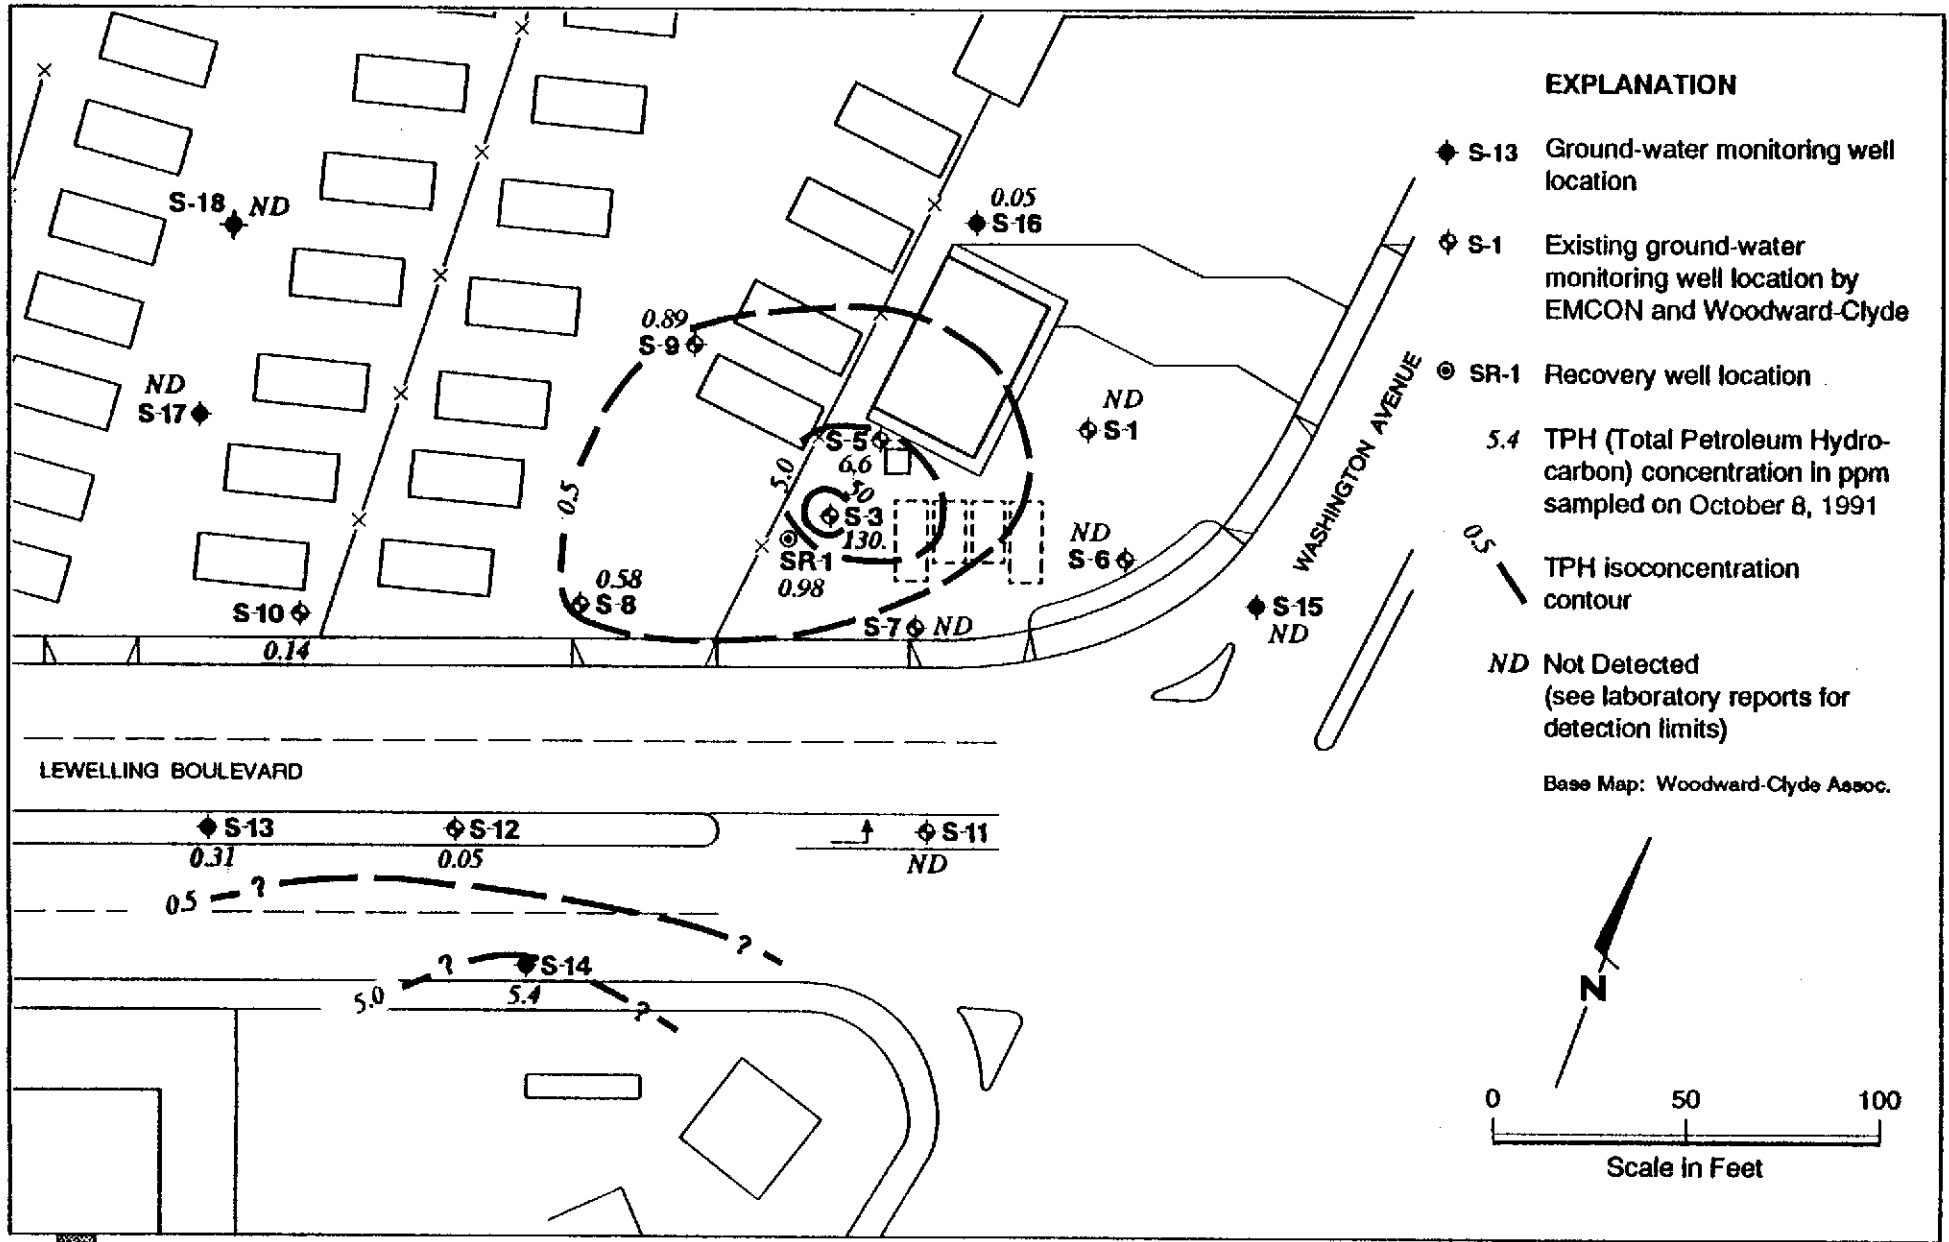 EXPLANATION
S-13 Ground-water monitoring well
location
S-1 Existing ground-water
monitoring well location by
EMCON and Woodward-Clyde
SR-1 Recovery well location
5.4 TPH (Total Petroleum Hydro-
carbon) concentration in ppm
sampled on October 8, 1991
0.5
TPH isoconcentration
contour
ND Not Detected
(see laboratory reports for
detection limits)
Base Map: Woodward-Clyde Assoc.
N
0 50 100
Scale in Feet
S-18 ND
0.05
S-16
0.89
S-9
ND
S-17
ND
S-1
WASHINGTON AVENUE
S-5
6.6
5.0
50
0.5
S-3
130.
SR-1
0.98
ND
S-6
0.58
S-8
S-10
0.14
S-7 ND
S-15
ND
LEWELLING BOULEVARD
S-13
0.31
S-12
0.05
S-11
ND
0.5 ?
?
? S-14
5.0
5.4
?